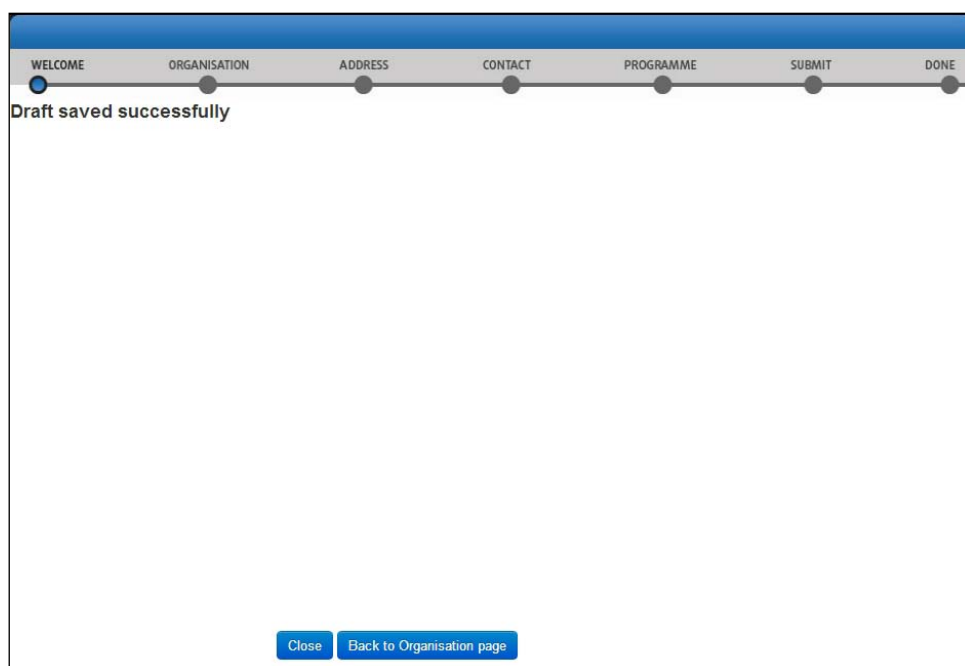 WELCOME ORGANISATION ADDRESS CONTACT PROGRAMME SUBMIT DONE
Draft saved successfully
Close Back to Organisation page